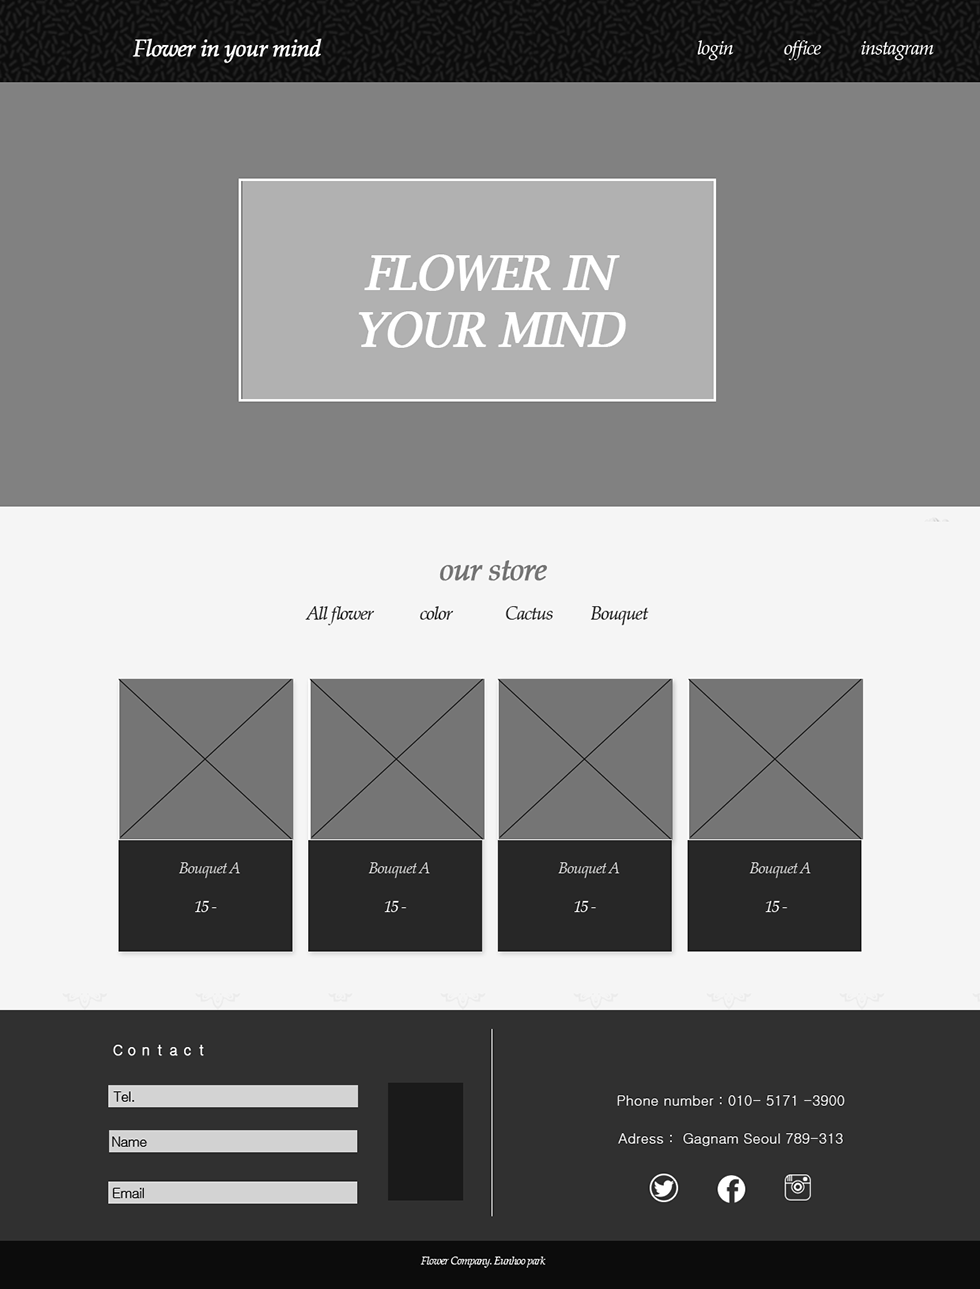 Flower in your mind
login office instagram
FLOWER IN
YOUR MIND
our store
All flower color Cactus Bouquet
Bouquet A Bouquet A Bouquet A Bouquet A
15 - 15 - 15 - 15 -
Contact
Tel.
Name
Email
Phone number : 010- 5171 -3900
Adress : Gagnam Seoul 789-313
Flower Company. Eunhoo park